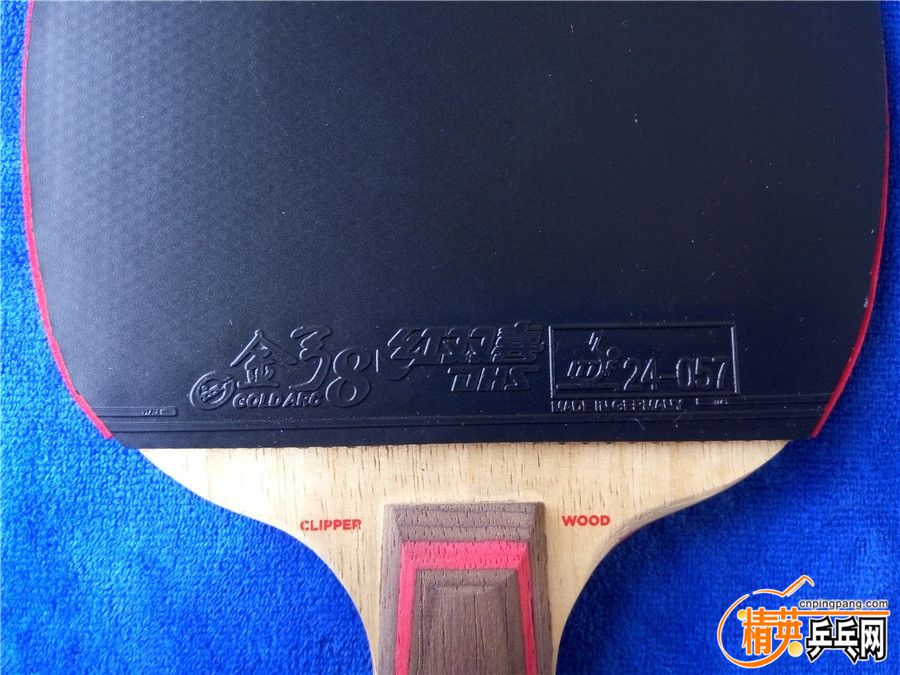 金弓8 红双喜
GOLD ARC
DHS
24-057
MADE IN GERMANY
CLIPPER WOOD
cnpingpang.com
精英乒乓网